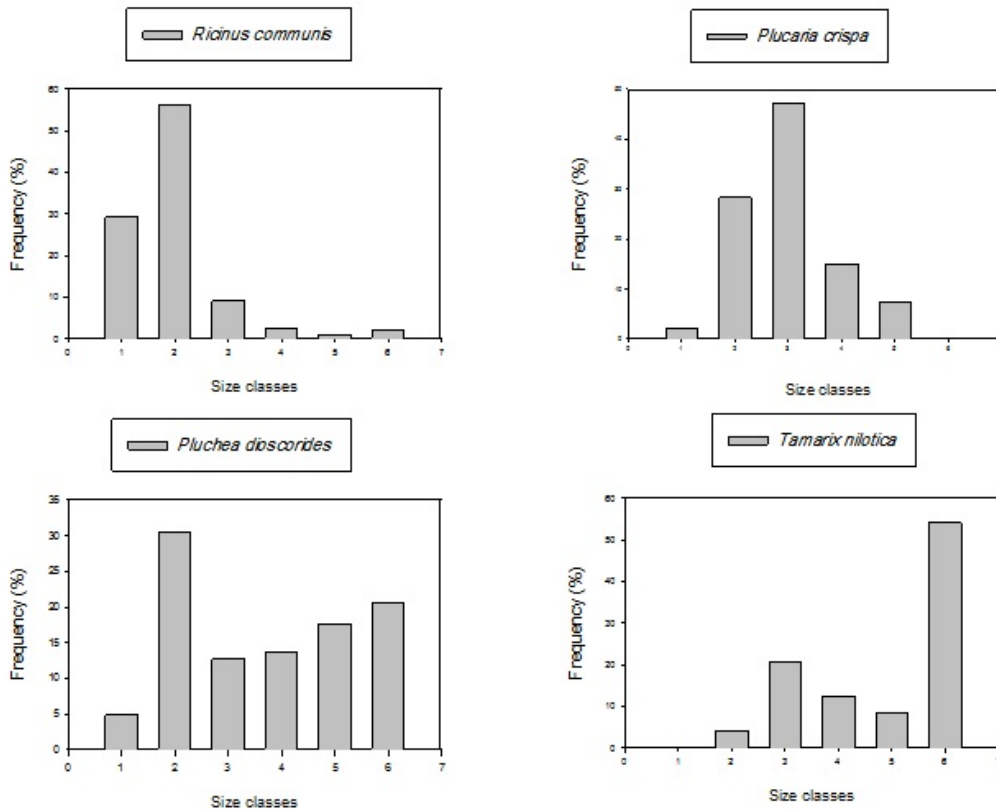 Ricinus communis
Frequency (%)
60
50
40
30
20
10
0
0 1 2 3 4 5 6 7
Size classes
Plucaria crispa
Frequency (%)
Size classes
Pluchea dioscorides
Frequency (%)
35
30
25
20
15
10
5
0
0 1 2 3 4 5 6 7
Size classes
Tamarix nilotica
Frequency (%)
60
50
40
30
20
10
0
0 1 2 3 4 5 6
Size classes